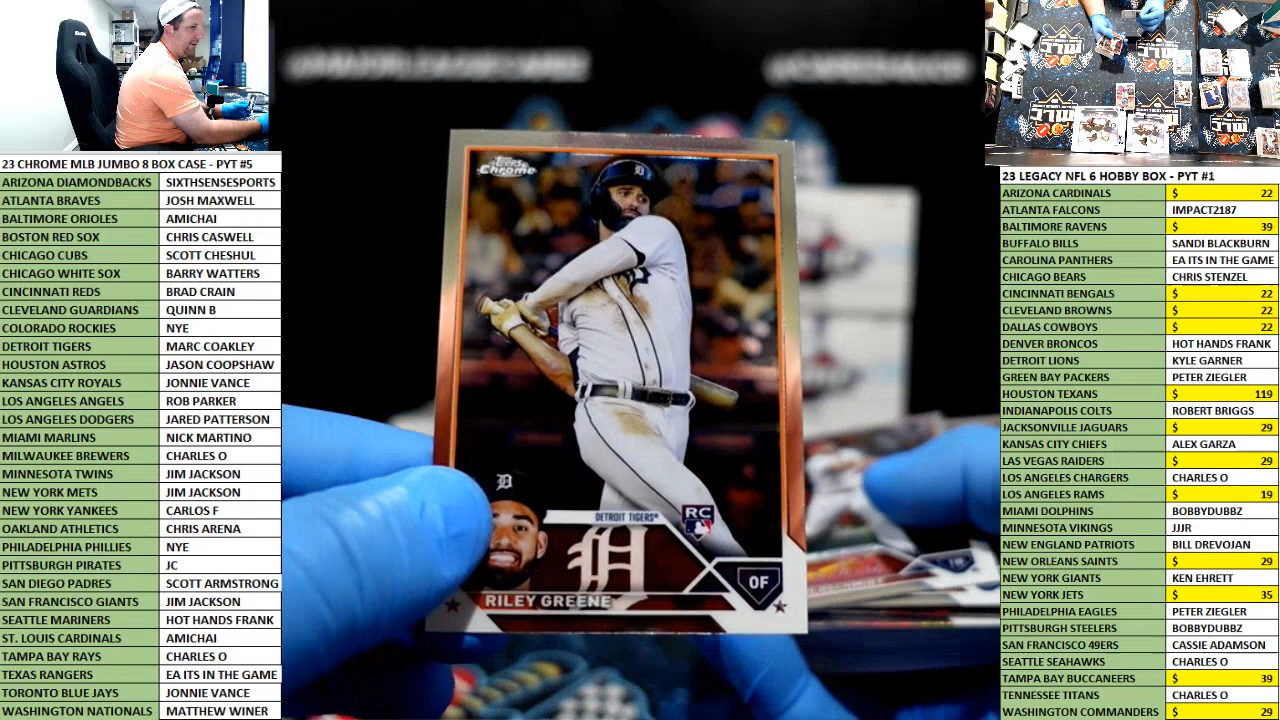 23 CHROME MLB JUMBO 8 BOX CASE - PYT #5
ARIZONA DIAMONDBACKS SIXTHSENSESPORTS
ATLANTA BRAVES JOSH MAXWELL
BALTIMORE ORIOLES AMICHAI
BOSTON RED SOX CHRIS CASWELL
CHICAGO CUBS SCOTT CHESHUL
CHICAGO WHITE SOX BARRY WATTERS
CINCINNATI REDS BRAD CRAIN
CLEVELAND GUARDIANS QUINN B
COLORADO ROCKIES NYE
DETROIT TIGERS MARC COAKLEY
HOUSTON ASTROS JASON COOPSHAW
KANSAS CITY ROYALS JONNIE VANCE
LOS ANGELES ANGELS ROB PARKER
LOS ANGELES DODGERS JARED PATTERSON
MIAMI MARLINS NICK MARTINO
MILWAUKEE BREWERS CHARLES O
MINNESOTA TWINS JIM JACKSON
NEW YORK METS JIM JACKSON
NEW YORK YANKEES CARLOS F
OAKLAND ATHLETICS CHRIS ARENA
PHILADELPHIA PHILLIES NYE
PITTSBURGH PIRATES JC
SAN DIEGO PADRES SCOTT ARMSTRONG
SAN FRANCISCO GIANTS JIM JACKSON
SEATTLE MARINERS HOT HANDS FRANK
ST. LOUIS CARDINALS AMICHAI
TAMPA BAY RAYS CHARLES O
TEXAS RANGERS EA ITS IN THE GAME
TORONTO BLUE JAYS JONNIE VANCE
WASHINGTON NATIONALS MATTHEW WINER
Topps Chrome
D
D
DETROIT TIGERS
RC
OF
RILEY GREENE
23 LEGACY NFL 6 HOBBY BOX - PYT #1
ARIZONA CARDINALS $ 22
ATLANTA FALCONS IMPACT2187
BALTIMORE RAVENS $ 39
BUFFALO BILLS SANDI BLACKBURN
CAROLINA PANTHERS EA ITS IN THE GAME
CHICAGO BEARS CHRIS STENZEL
CINCINNATI BENGALS $ 22
CLEVELAND BROWNS $ 22
DALLAS COWBOYS $ 22
DENVER BRONCOS HOT HANDS FRANK
DETROIT LIONS KYLE GARNER
GREEN BAY PACKERS PETER ZIEGLER
HOUSTON TEXANS $ 119
INDIANAPOLIS COLTS ROBERT BRIGGS
JACKSONVILLE JAGUARS $ 29
KANSAS CITY CHIEFS ALEX GARZA
LAS VEGAS RAIDERS $ 29
LOS ANGELES CHARGERS CHARLES O
LOS ANGELES RAMS $ 19
MIAMI DOLPHINS BOBBYDUBBZ
MINNESOTA VIKINGS JJJR
NEW ENGLAND PATRIOTS BILL DREVOJAN
NEW ORLEANS SAINTS $ 29
NEW YORK GIANTS KEN EHRETT
NEW YORK JETS $ 35
PHILADELPHIA EAGLES PETER ZIEGLER
PITTSBURGH STEELERS BOBBYDUBBZ
SAN FRANCISCO 49ERS CASSIE ADAMSON
SEATTLE SEAHAWKS CHARLES O
TAMPA BAY BUCCANEERS $ 39
TENNESSEE TITANS CHARLES O
WASHINGTON COMMANDERS $ 29